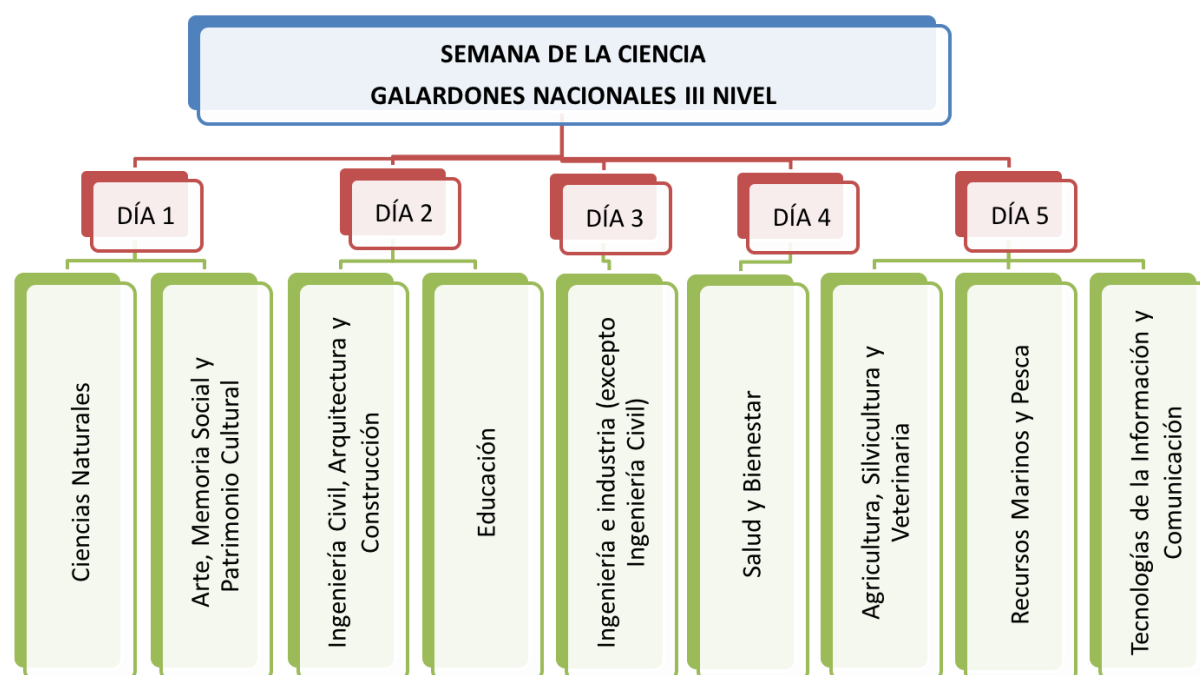 SEMANA DE LA CIENCIA
GALARDONES NACIONALES III NIVEL
DÍA 1
DÍA 2
DÍA 3
DÍA 4
DÍA 5
Ciencias Naturales
Arte, Memoria Social y
Patrimonio Cultural
Ingeniería Civil, Arquitectura y
Construcción
Educación
Ingeniería e industria (excepto
Ingeniería Civil)
Salud y Bienestar
Agricultura, Silvicultura y
Veterinaria
Recursos Marinos y Pesca
Tecnologías de la Información y
Comunicación